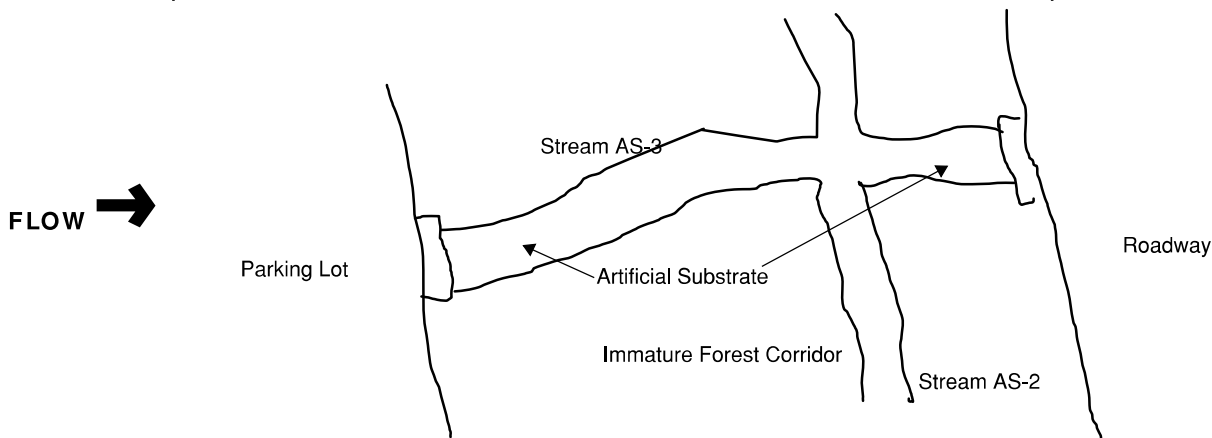 Stream AS-3
FLOW
Roadway
Parking Lot
Artificial Substrate
Immature Forest Corridor
Stream AS-2